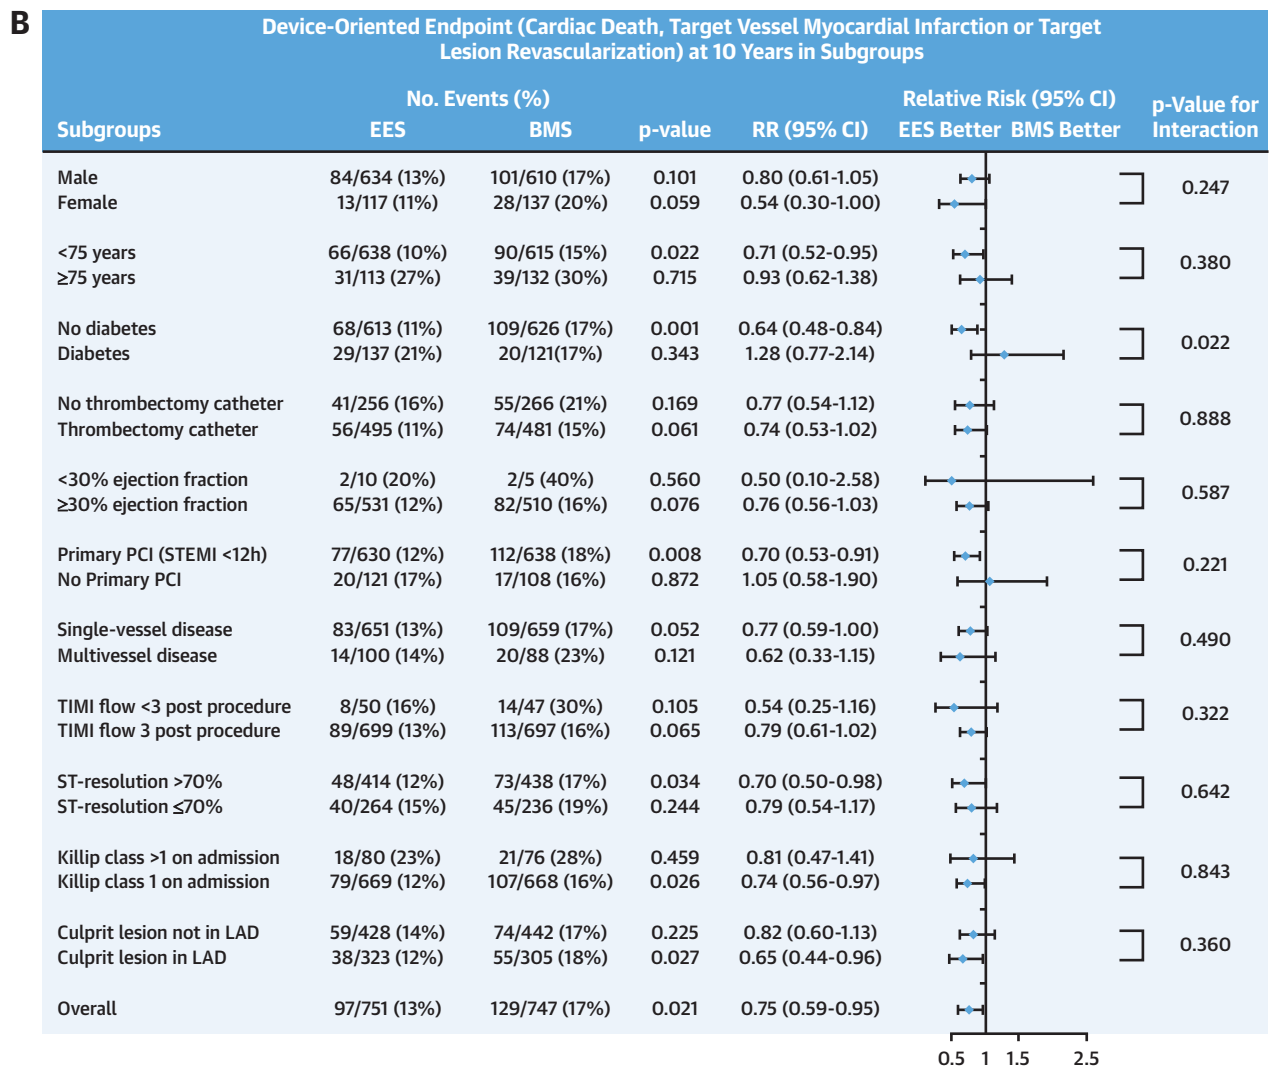 B
Device-Oriented Endpoint (Cardiac Death, Target Vessel Myocardial Infarction or Target
Lesion Revascularization) at 10 Years in Subgroups
No. Events (%) Relative Risk (95% CI) p-Value for
Subgroups EES BMS p-value RR (95% CI) EES Better BMS Better Interaction
Male 84/634 (13%) 101/610 (17%) 0.101 0.80 (0.61-1.05)
0.247
Female 13/117 (11%) 28/137 (20%) 0.059 0.54 (0.30-1.00)
<75 years 66/638 (10%) 90/615 (15%) 0.022 0.71 (0.52-0.95)
0.380
≥75 years 31/113 (27%) 39/132 (30%) 0.715 0.93 (0.62-1.38)
No diabetes 68/613 (11%) 109/626 (17%) 0.001 0.64 (0.48-0.84)
0.022
Diabetes 29/137 (21%) 20/121(17%) 0.343 1.28 (0.77-2.14)
No thrombectomy catheter 41/256 (16%) 55/266 (21%) 0.169 0.77 (0.54-1.12)
0.888
Thrombectomy catheter 56/495 (11%) 74/481 (15%) 0.061 0.74 (0.53-1.02)
<30% ejection fraction 2/10 (20%) 2/5 (40%) 0.560 0.50 (0.10-2.58)
0.587
≥30% ejection fraction 65/531 (12%) 82/510 (16%) 0.076 0.76 (0.56-1.03)
Primary PCI (STEMI <12h) 77/630 (12%) 112/638 (18%) 0.008 0.70 (0.53-0.91)
0.221
No Primary PCI 20/121 (17%) 17/108 (16%) 0.872 1.05 (0.58-1.90)
Single-vessel disease 83/651 (13%) 109/659 (17%) 0.052 0.77 (0.59-1.00)
0.490
Multivessel disease 14/100 (14%) 20/88 (23%) 0.121 0.62 (0.33-1.15)
TIMI flow <3 post procedure 8/50 (16%) 14/47 (30%) 0.105 0.54 (0.25-1.16)
0.322
TIMI flow 3 post procedure 89/699 (13%) 113/697 (16%) 0.065 0.79 (0.61-1.02)
ST-resolution >70% 48/414 (12%) 73/438 (17%) 0.034 0.70 (0.50-0.98)
0.642
ST-resolution ≤70% 40/264 (15%) 45/236 (19%) 0.244 0.79 (0.54-1.17)
Killip class >1 on admission 18/80 (23%) 21/76 (28%) 0.459 0.81 (0.47-1.41)
0.843
Killip class 1 on admission 79/669 (12%) 107/668 (16%) 0.026 0.74 (0.56-0.97)
Culprit lesion not in LAD 59/428 (14%) 74/442 (17%) 0.225 0.82 (0.60-1.13)
0.360
Culprit lesion in LAD 38/323 (12%) 55/305 (18%) 0.027 0.65 (0.44-0.96)
Overall 97/751 (13%) 129/747 (17%) 0.021 0.75 (0.59-0.95)
0.5 1 1.5 2.5